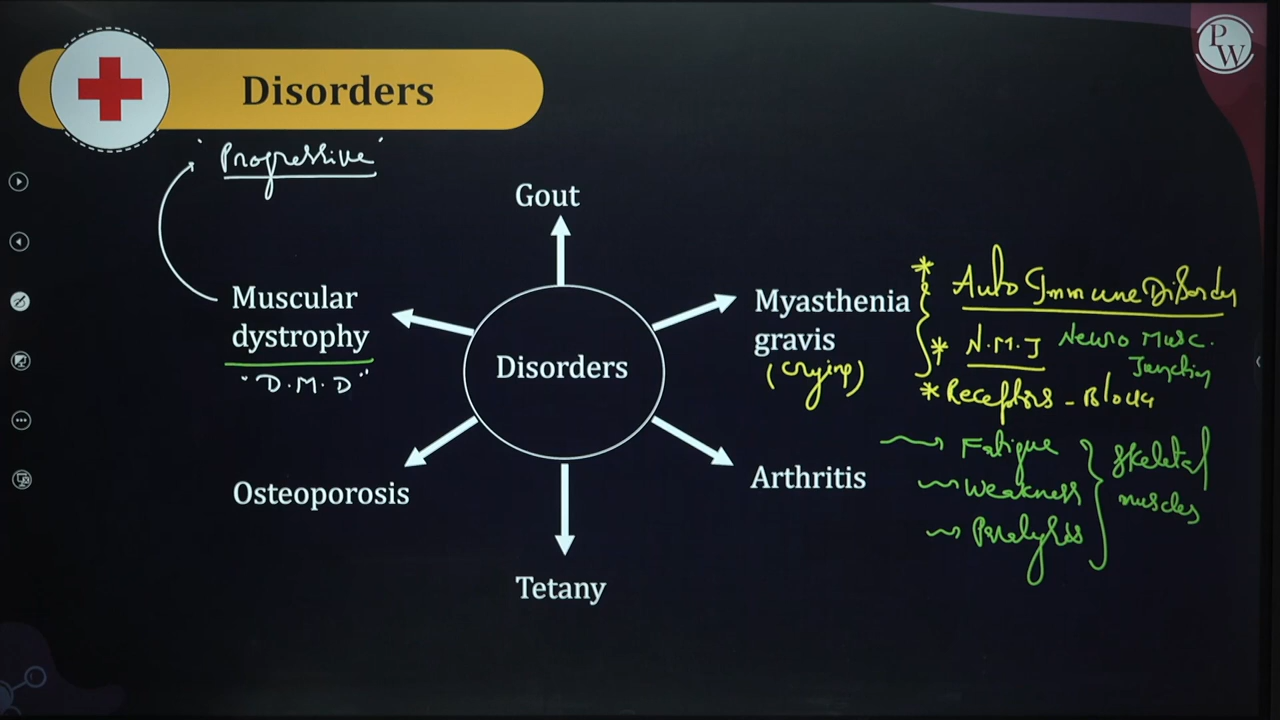 PW
Disorders
'Progressive'
Gout
Muscular
dystrophy
"D.M.D"
Myasthenia
gravis
(Crying)
* Auto Immune Disorder
* N.M.J Neuro Musc.
Junction
* Receptors - Block
Disorders
Fatigue
Weakness
Paralysis
Skeletal
muscles
Osteoporosis
Arthritis
Tetany